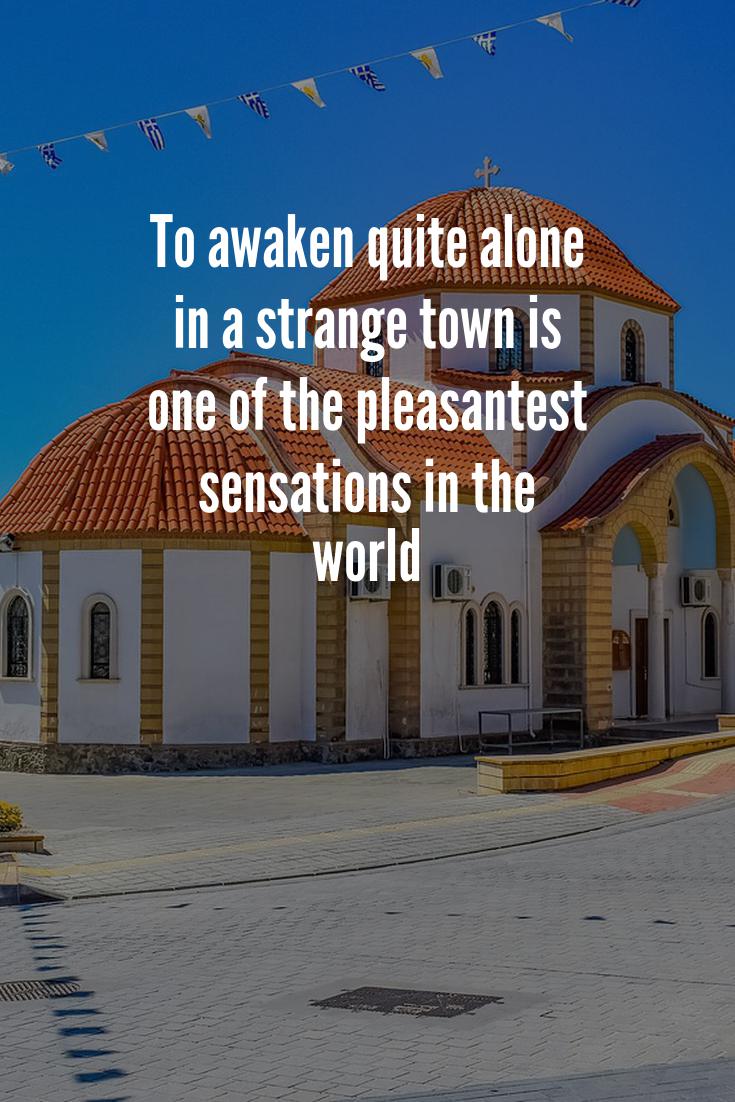 To awaken quite alone
in a strange town is
one of the pleasantest
sensations in the
world